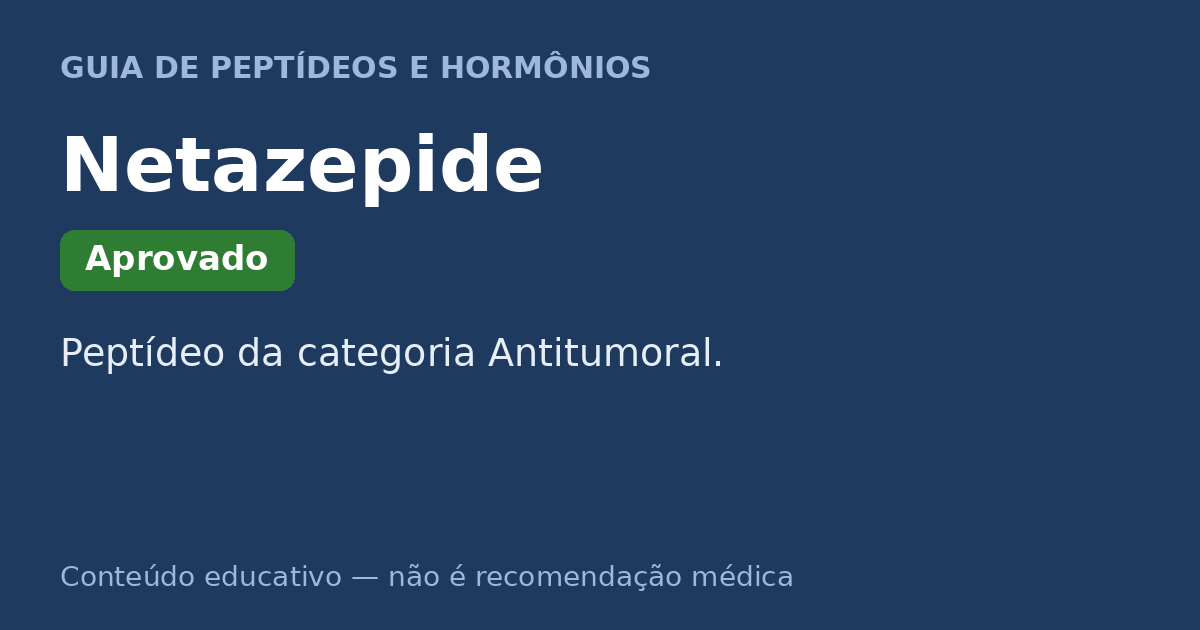 GUIA DE PEPTÍDEOS E HORMÔNIOS
Netazepide
Aprovado
Peptídeo da categoria Antitumoral.
Conteúdo educativo — não é recomendação médica